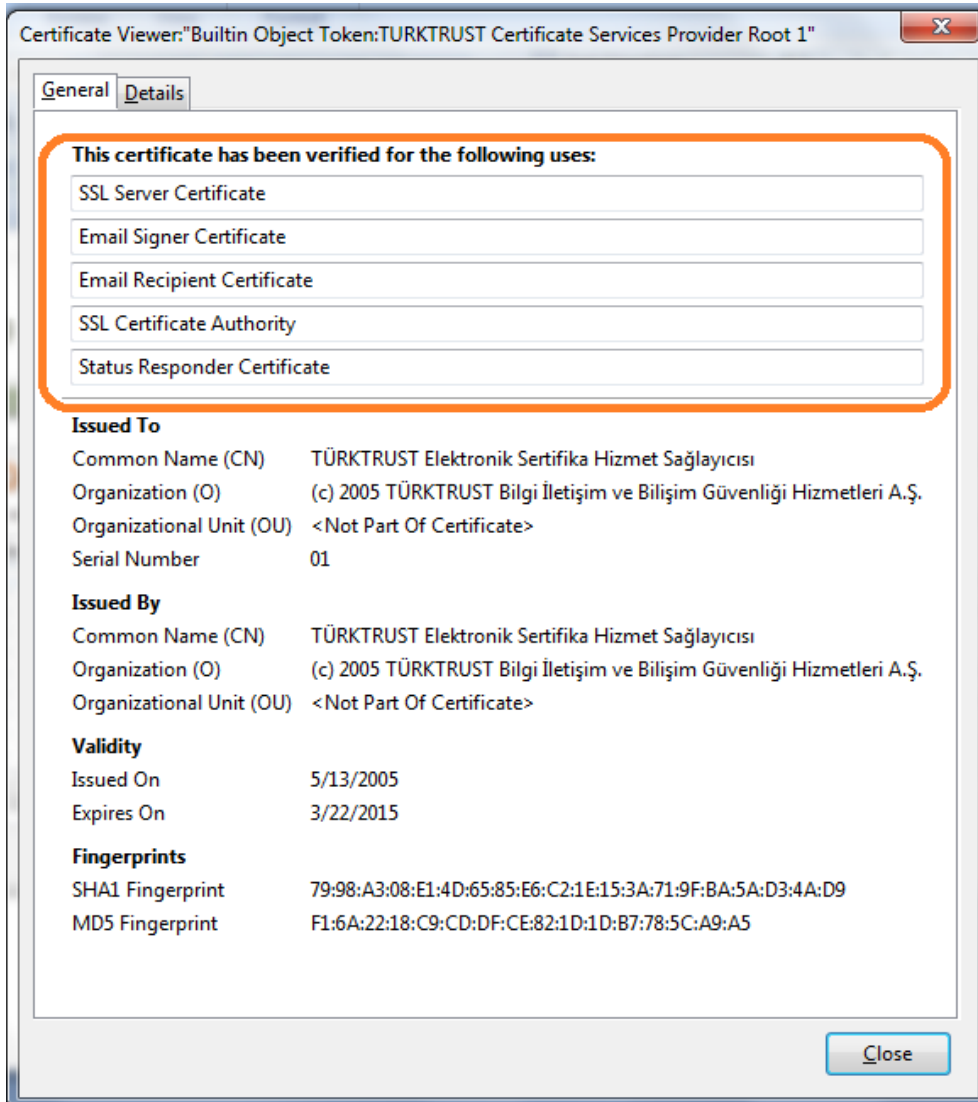 Certificate Viewer:"Builtin Object Token:TURKTRUST Certificate Services Provider Root 1"
General Details
This certificate has been verified for the following uses:
SSL Server Certificate
Email Signer Certificate
Email Recipient Certificate
SSL Certificate Authority
Status Responder Certificate
Issued To
Common Name (CN) TÜRKTRUST Elektronik Sertifika Hizmet Sağlayıcısı
Organization (O) (c) 2005 TÜRKTRUST Bilgi İletişim ve Bilişim Güvenliği Hizmetleri A.Ş.
Organizational Unit (OU) <Not Part Of Certificate>
Serial Number 01
Issued By
Common Name (CN) TÜRKTRUST Elektronik Sertifika Hizmet Sağlayıcısı
Organization (O) (c) 2005 TÜRKTRUST Bilgi İletişim ve Bilişim Güvenliği Hizmetleri A.Ş.
Organizational Unit (OU) <Not Part Of Certificate>
Validity
Issued On 5/13/2005
Expires On 3/22/2015
Fingerprints
SHA1 Fingerprint 79:98:A3:08:E1:4D:65:85:E6:C2:1E:15:3A:71:9F:BA:5A:D3:4A:D9
MD5 Fingerprint F1:6A:22:18:C9:CD:DF:CE:82:1D:1D:B7:78:5C:A9:A5
Close